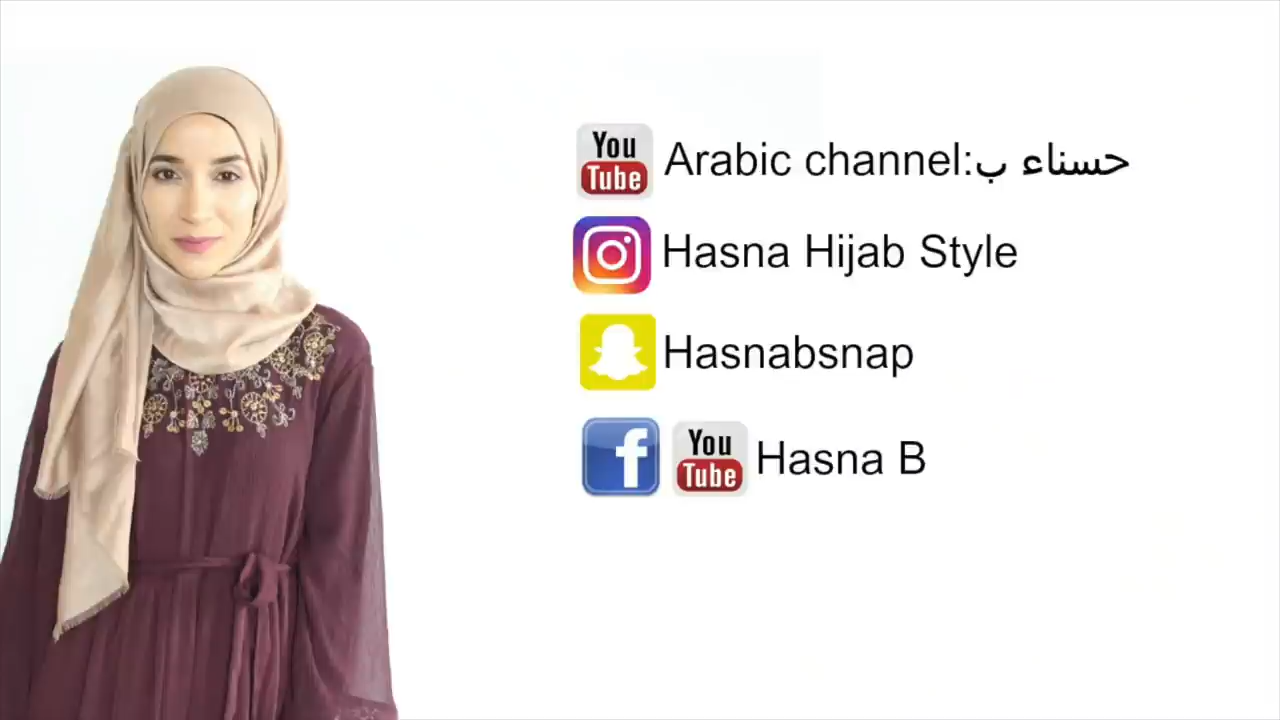 You Tube Arabic channel:حسناء ب
Hasna Hijab Style
Hasnabsnap
f You Tube Hasna B